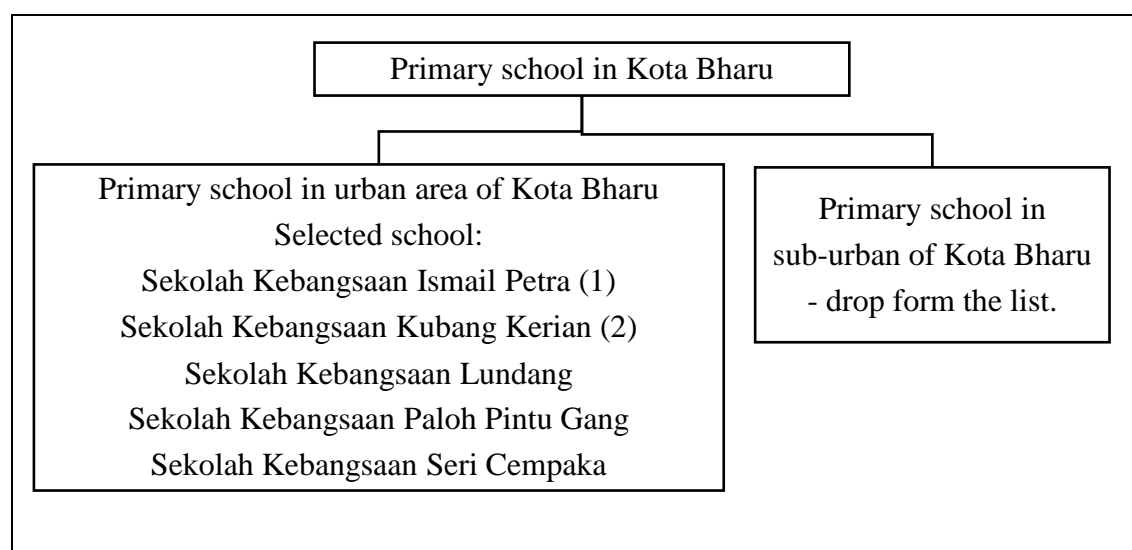 Primary school in Kota Bharu
Primary school in urban area of Kota Bharu
Selected school:
Sekolah Kebangsaan Ismail Petra (1)
Sekolah Kebangsaan Kubang Kerian (2)
Sekolah Kebangsaan Lundang
Sekolah Kebangsaan Paloh Pintu Gang
Sekolah Kebangsaan Seri Cempaka
Primary school in
sub-urban of Kota Bharu
- drop form the list.